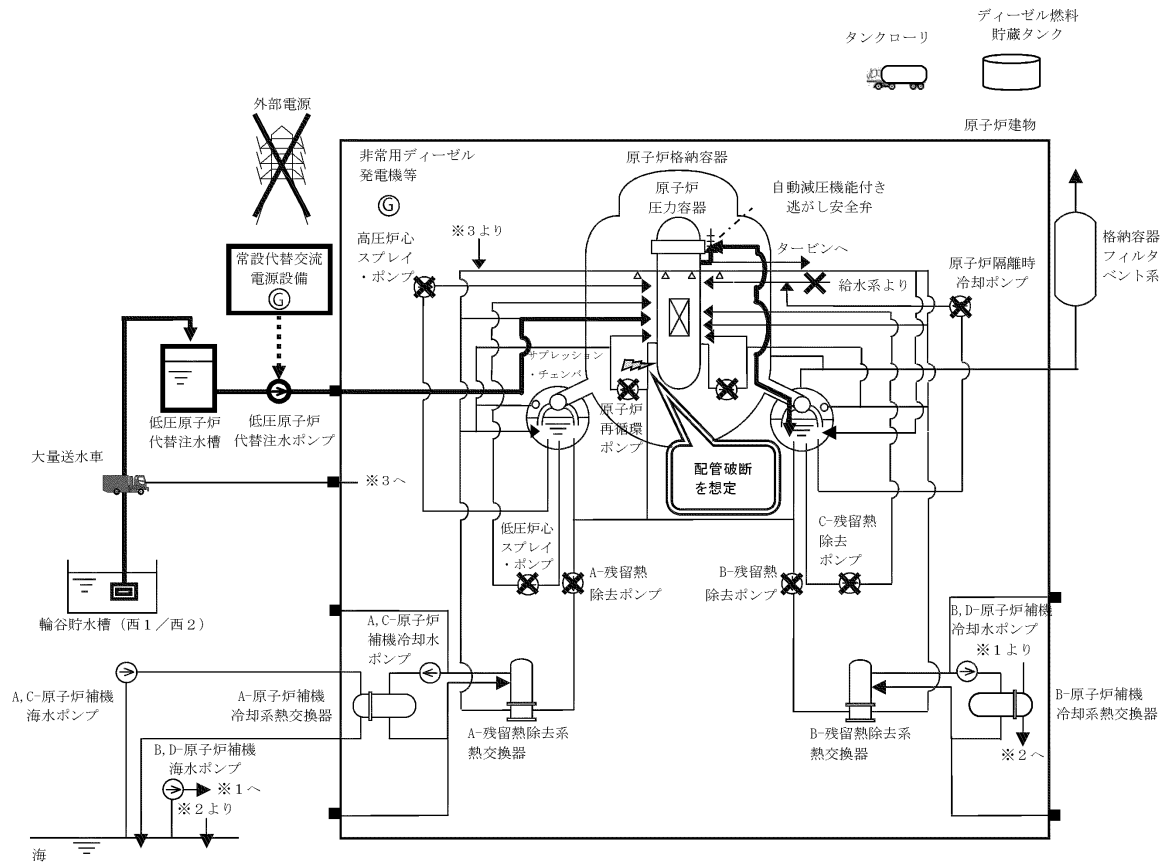 ディーゼル燃料
貯蔵タンク
タンクローリ
外部電源
原子炉建物
非常用ディーゼル
発電機等
G
原子炉格納容器
原子炉
圧力容器
自動減圧機能付き
逃がし安全弁
高圧炉心
スプレイ
・ポンプ
※3より
タービンへ
給水系より
原子炉隔離時
冷却ポンプ
格納容器
フィルタ
ベント系
常設代替交流
電源設備
G
サプレッション
・チェンバ
低圧原子炉
代替注水槽
低圧原子炉
代替注水ポンプ
原子炉
再循環
ポンプ
配管破断
を想定
大量送水車
※3へ
低圧炉心
スプレイ
・ポンプ
C-残留熱
除去
ポンプ
A-残留熱
除去ポンプ
B-残留熱
除去ポンプ
輪谷貯水槽（西1／西2）
A,C-原子炉
補機冷却水
ポンプ
B,D-原子炉補機
冷却水ポンプ
※1より
A,C-原子炉補機
海水ポンプ
A-原子炉補機
冷却系熱交換器
B-原子炉補機
冷却系熱交換器
A-残留熱除去系
熱交換器
B-残留熱除去系
熱交換器
※2へ
B,D-原子炉補機
海水ポンプ
※1へ
※2より
海